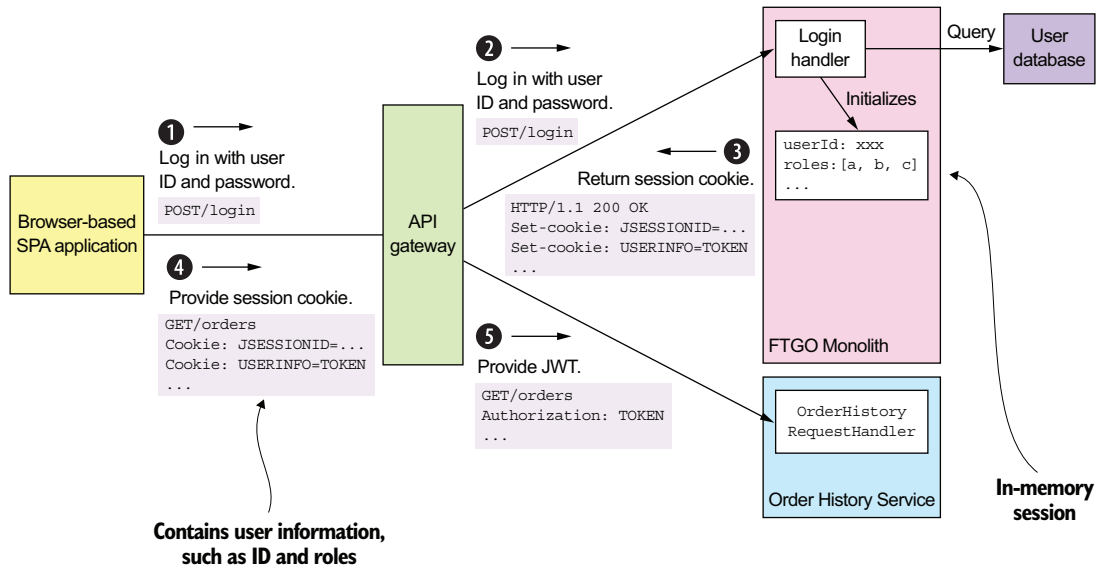 1
Log in with user
ID and password.
POST/login
Browser-based
SPA application
4
Provide session cookie.
GET/orders
Cookie: JSESSIONID=...
Cookie: USERINFO=TOKEN
...
Contains user information,
such as ID and roles
API
gateway
2
Log in with user
ID and password.
POST/login
3
Return session cookie.
HTTP/1.1 200 OK
Set-cookie: JSESSIONID=...
Set-cookie: USERINFO=TOKEN
...
5
Provide JWT.
GET/orders
Authorization: TOKEN
...
Login
handler
Query
User
database
Initializes
userId: xxx
roles:[a, b, c]
...
FTGO Monolith
OrderHistory
RequestHandler
Order History Service
In-memory
session